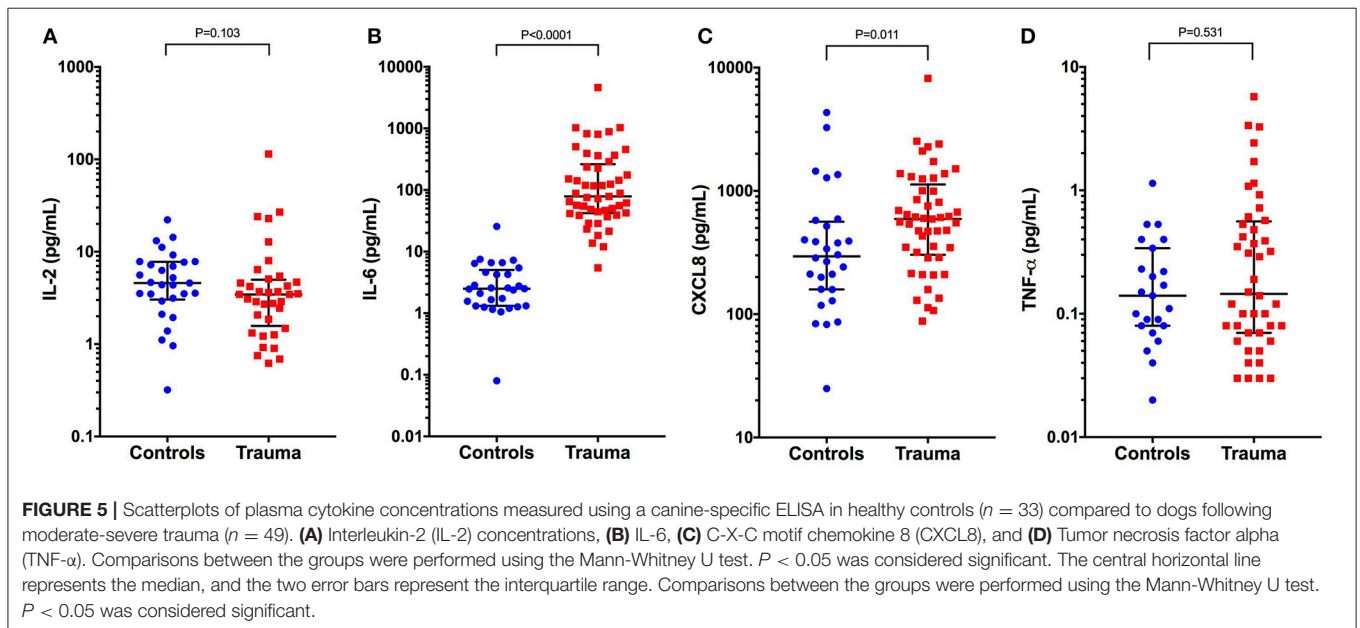 A
P=0.103
IL-2 (pg/mL)
1000
100
10
1
0.1
Controls Trauma
B
P<0.0001
IL-6 (pg/mL)
10000
1000
100
10
1
0.1
0.01
Controls Trauma
C
P=0.011
CXCL8 (pg/mL)
10000
1000
100
10
Controls Trauma
D
P=0.531
TNF-α (pg/mL)
10
1
0.1
0.01
Controls Trauma
FIGURE 5 | Scatterplots of plasma cytokine concentrations measured using a canine-specific ELISA in healthy controls (n = 33) compared to dogs following
moderate-severe trauma (n = 49). (A) Interleukin-2 (IL-2) concentrations, (B) IL-6, (C) C-X-C motif chemokine 8 (CXCL8), and (D) Tumor necrosis factor alpha
(TNF-α). Comparisons between the groups were performed using the Mann-Whitney U test. P < 0.05 was considered significant. The central horizontal line
represents the median, and the two error bars represent the interquartile range. Comparisons between the groups were performed using the Mann-Whitney U test.
P < 0.05 was considered significant.